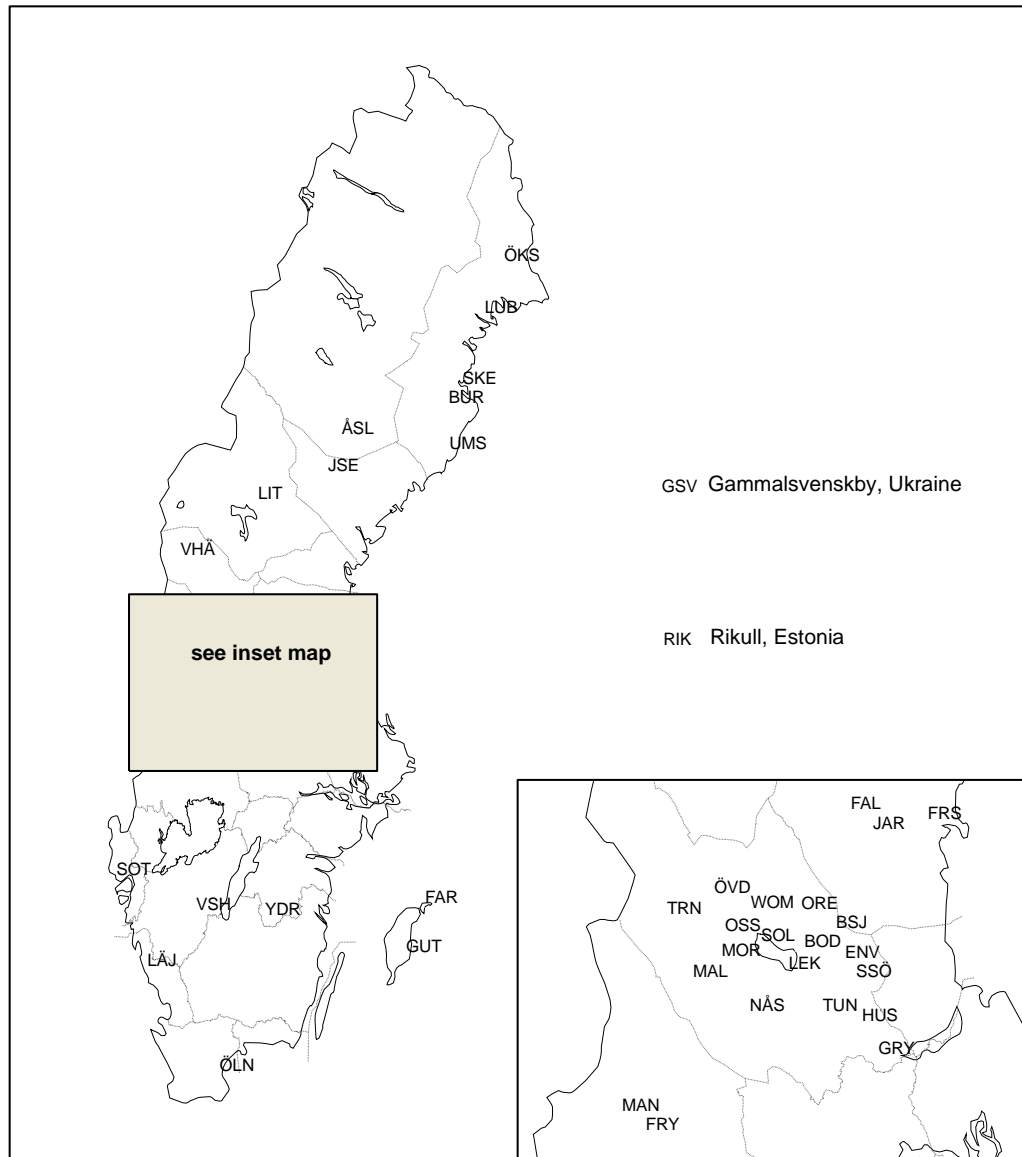 ÖKS
LUB
SKE
BUR
ÅSL
UMS
JSE
LIT
GSV Gammalsvenskby, Ukraine
VHÄ
RIK Rikull, Estonia
see inset map
SOT
VSH
YDR
FAR
GUT
LÄJ
ÖLN
FAL
JAR
FRS
ÖVD
WOM
ORE
TRN
OSS
SOL
BSJ
MOR
BOD
ENV
LEK
MAL
SSÖ
NÅS
TUN
HUS
GRY
MAN
FRY